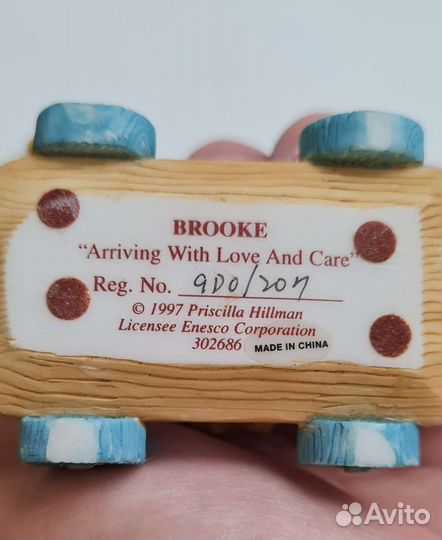 BROOKE
“Arriving With Love And Care”
Reg. No. 9D0/207
© 1997 Priscilla Hillman
Licensee Enesco Corporation
302686 MADE IN CHINA
Avito